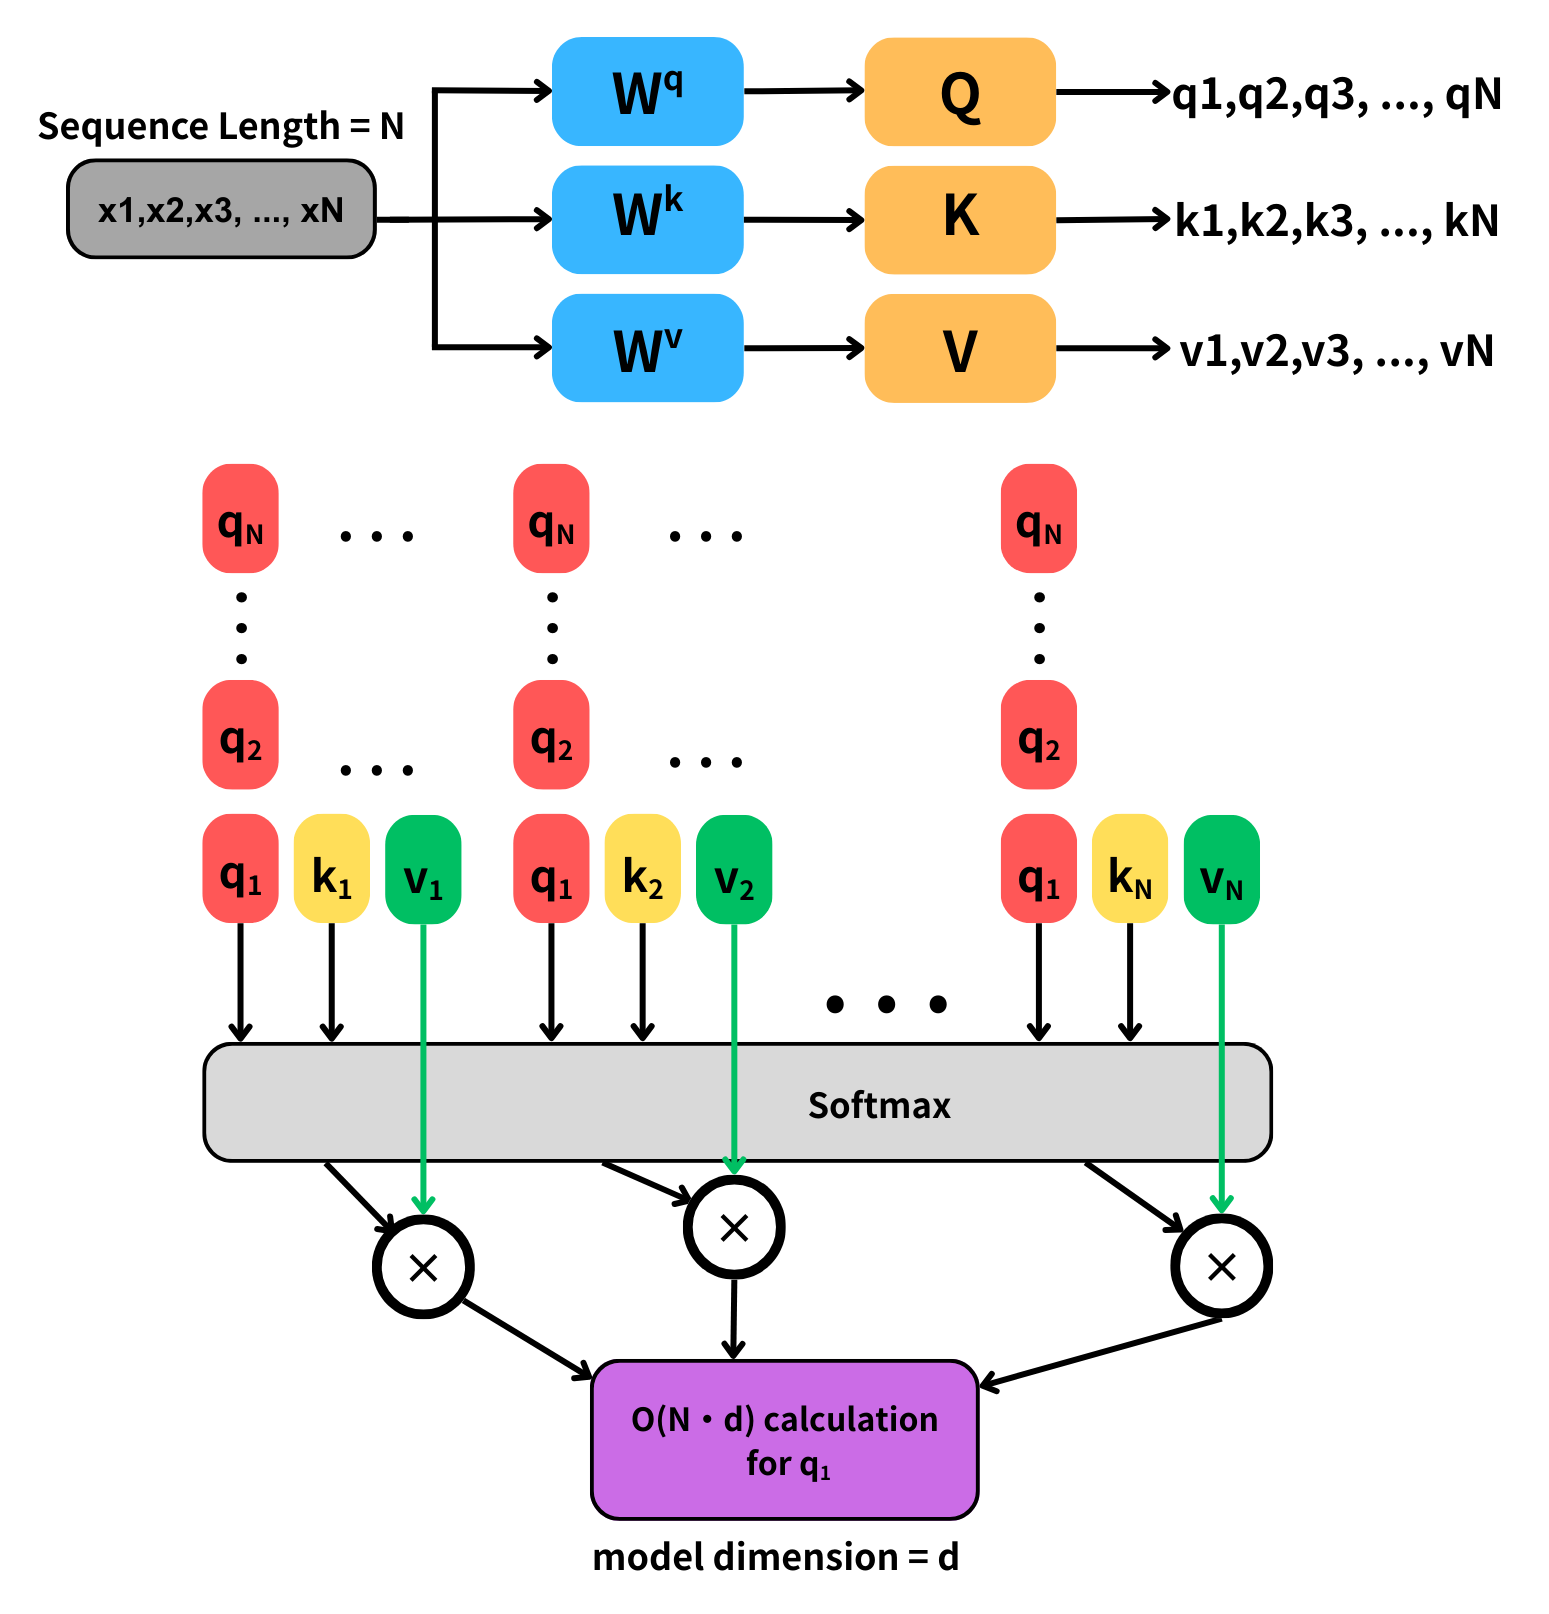 Sequence Length = N
x1,x2,x3, ..., xN
W^q
Q
q1,q2,q3, ..., qN
W^k
K
k1,k2,k3, ..., kN
W^v
V
v1,v2,v3, ..., vN
q_N
...
q_N
...
q_N
q_2
...
q_2
...
q_2
q_1
k_1
v_1
q_1
k_2
v_2
...
q_1
k_N
v_N
Softmax
×
×
×
O(N・d) calculation
for q_1
model dimension = d